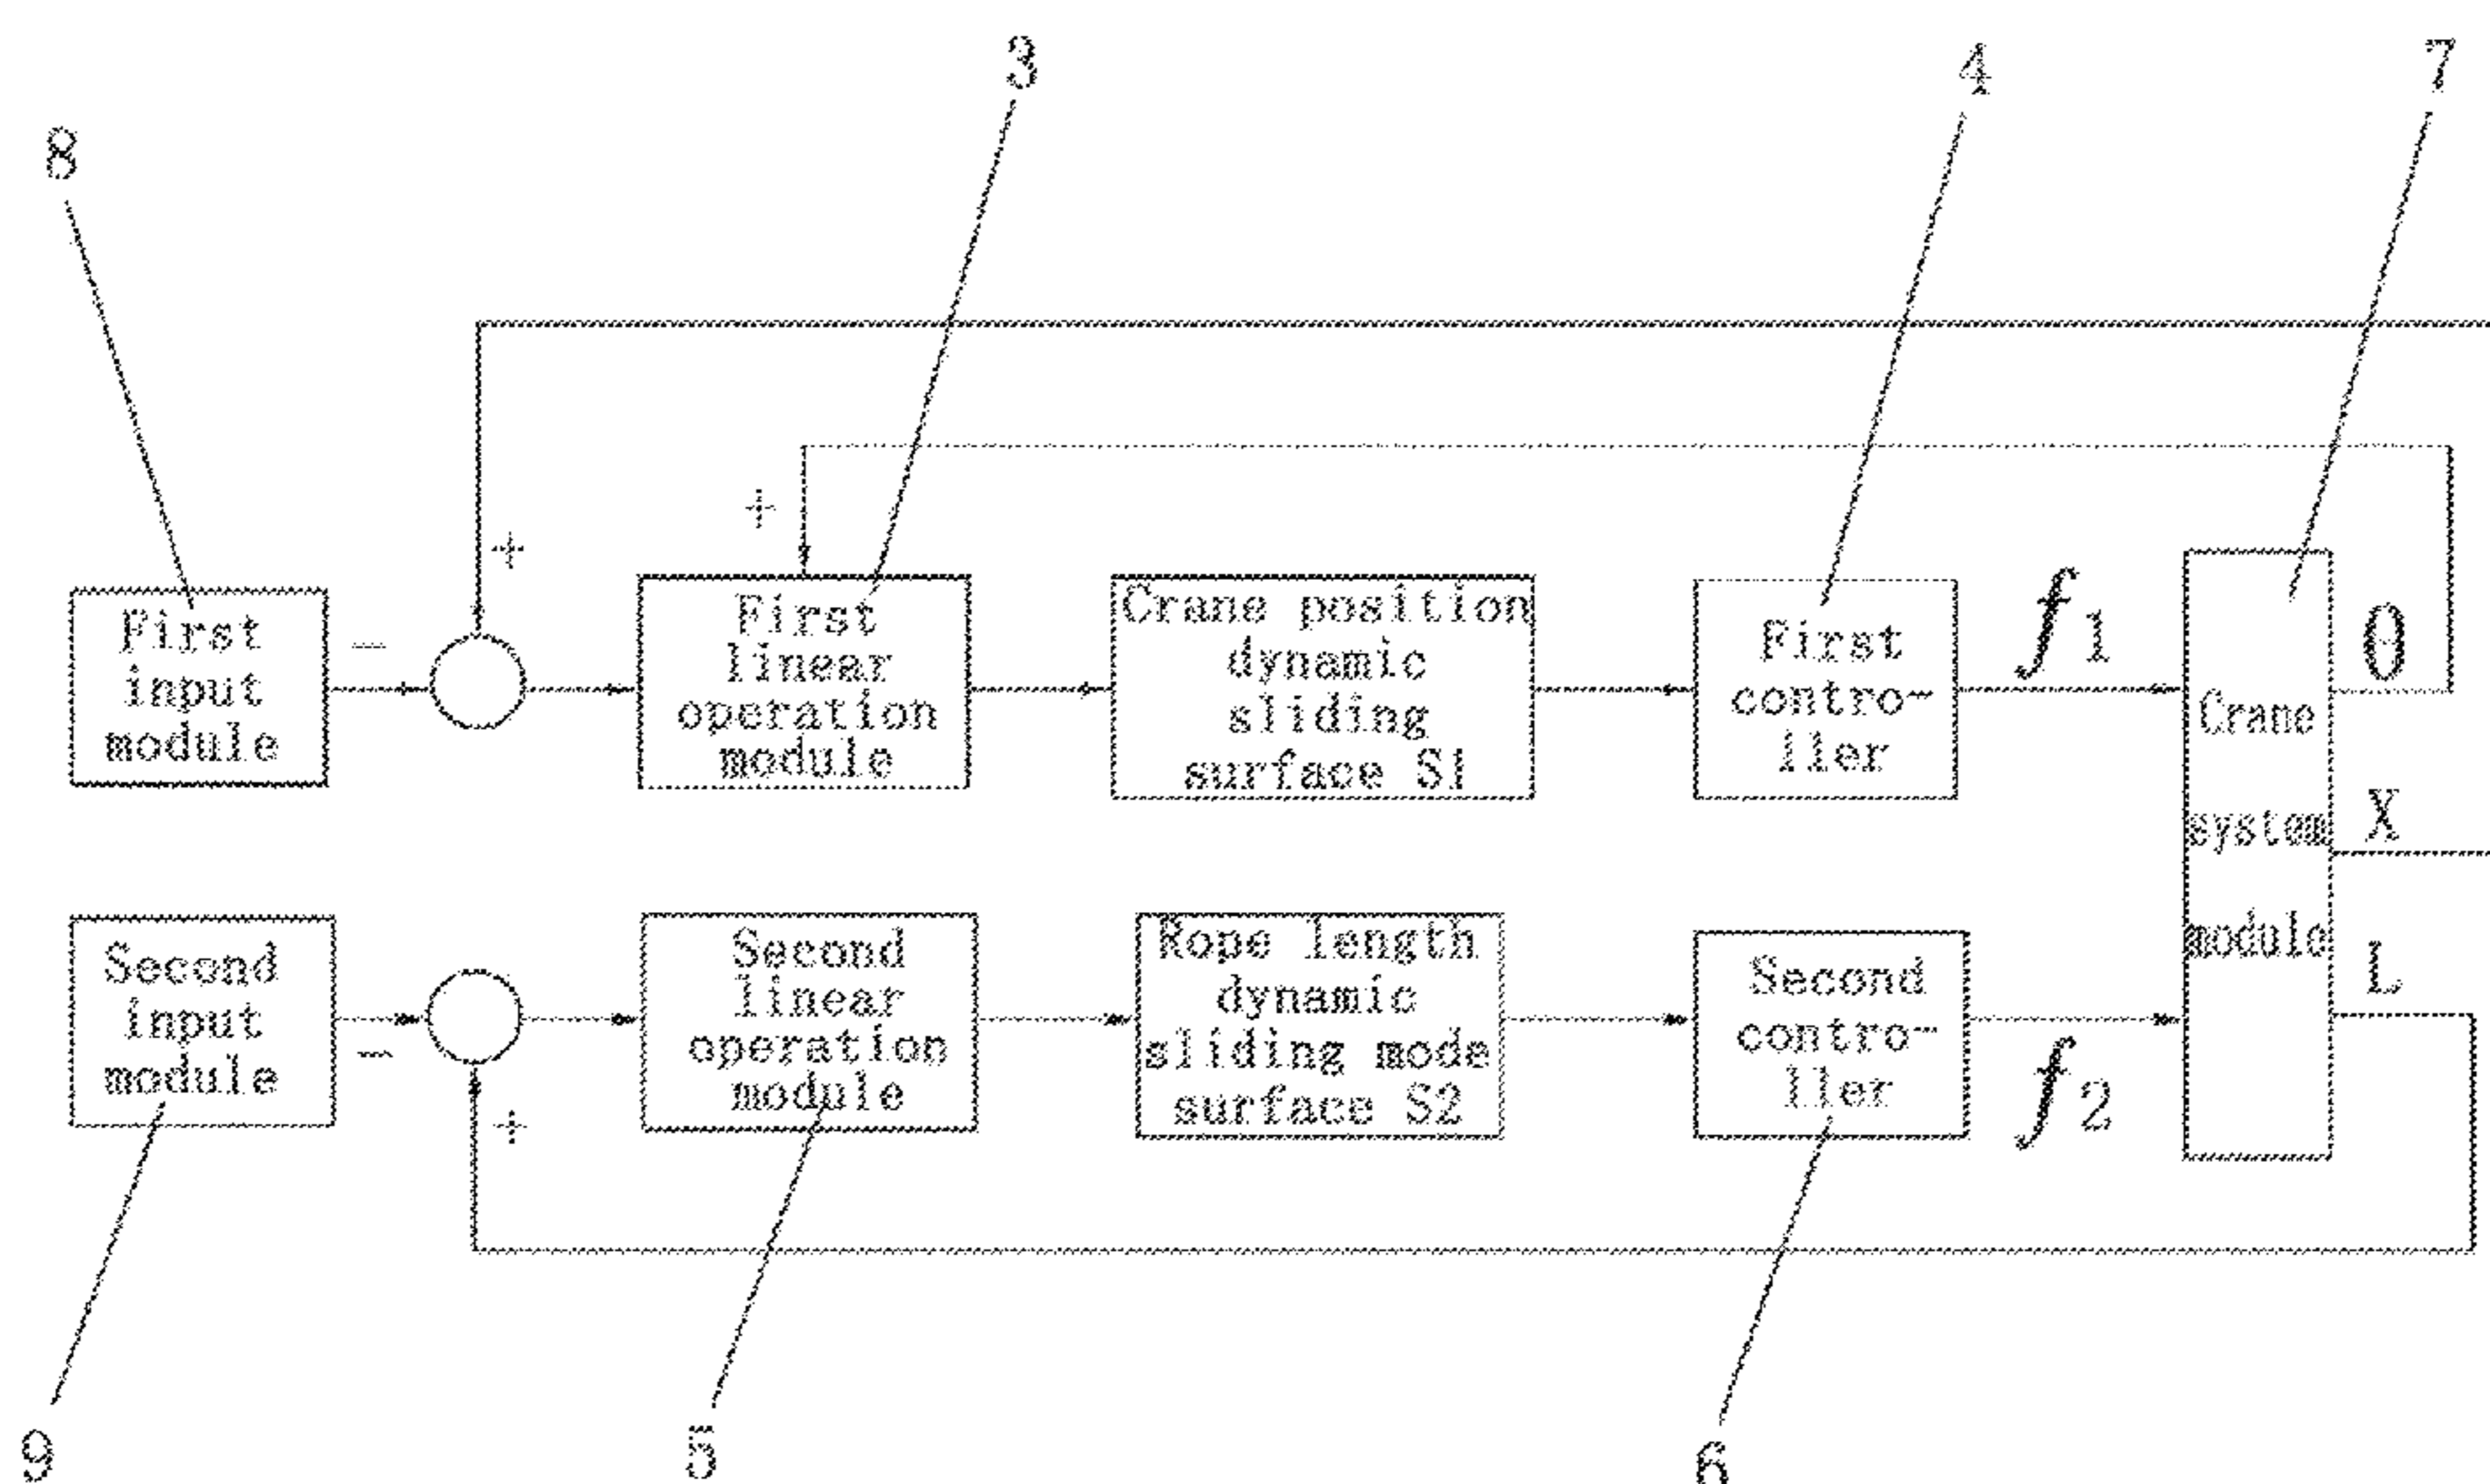 3
4
7
8
+
+
First
input
module
−
First
linear
operation
module
Crane position
dynamic
sliding
surface S1
First
contro-
ller
f1
θ
Crane
system
module
X
L
Second
input
module
−
+
Second
linear
operation
module
Rope length
dynamic
sliding mode
surface S2
Second
contro-
ller
f2
9
5
6